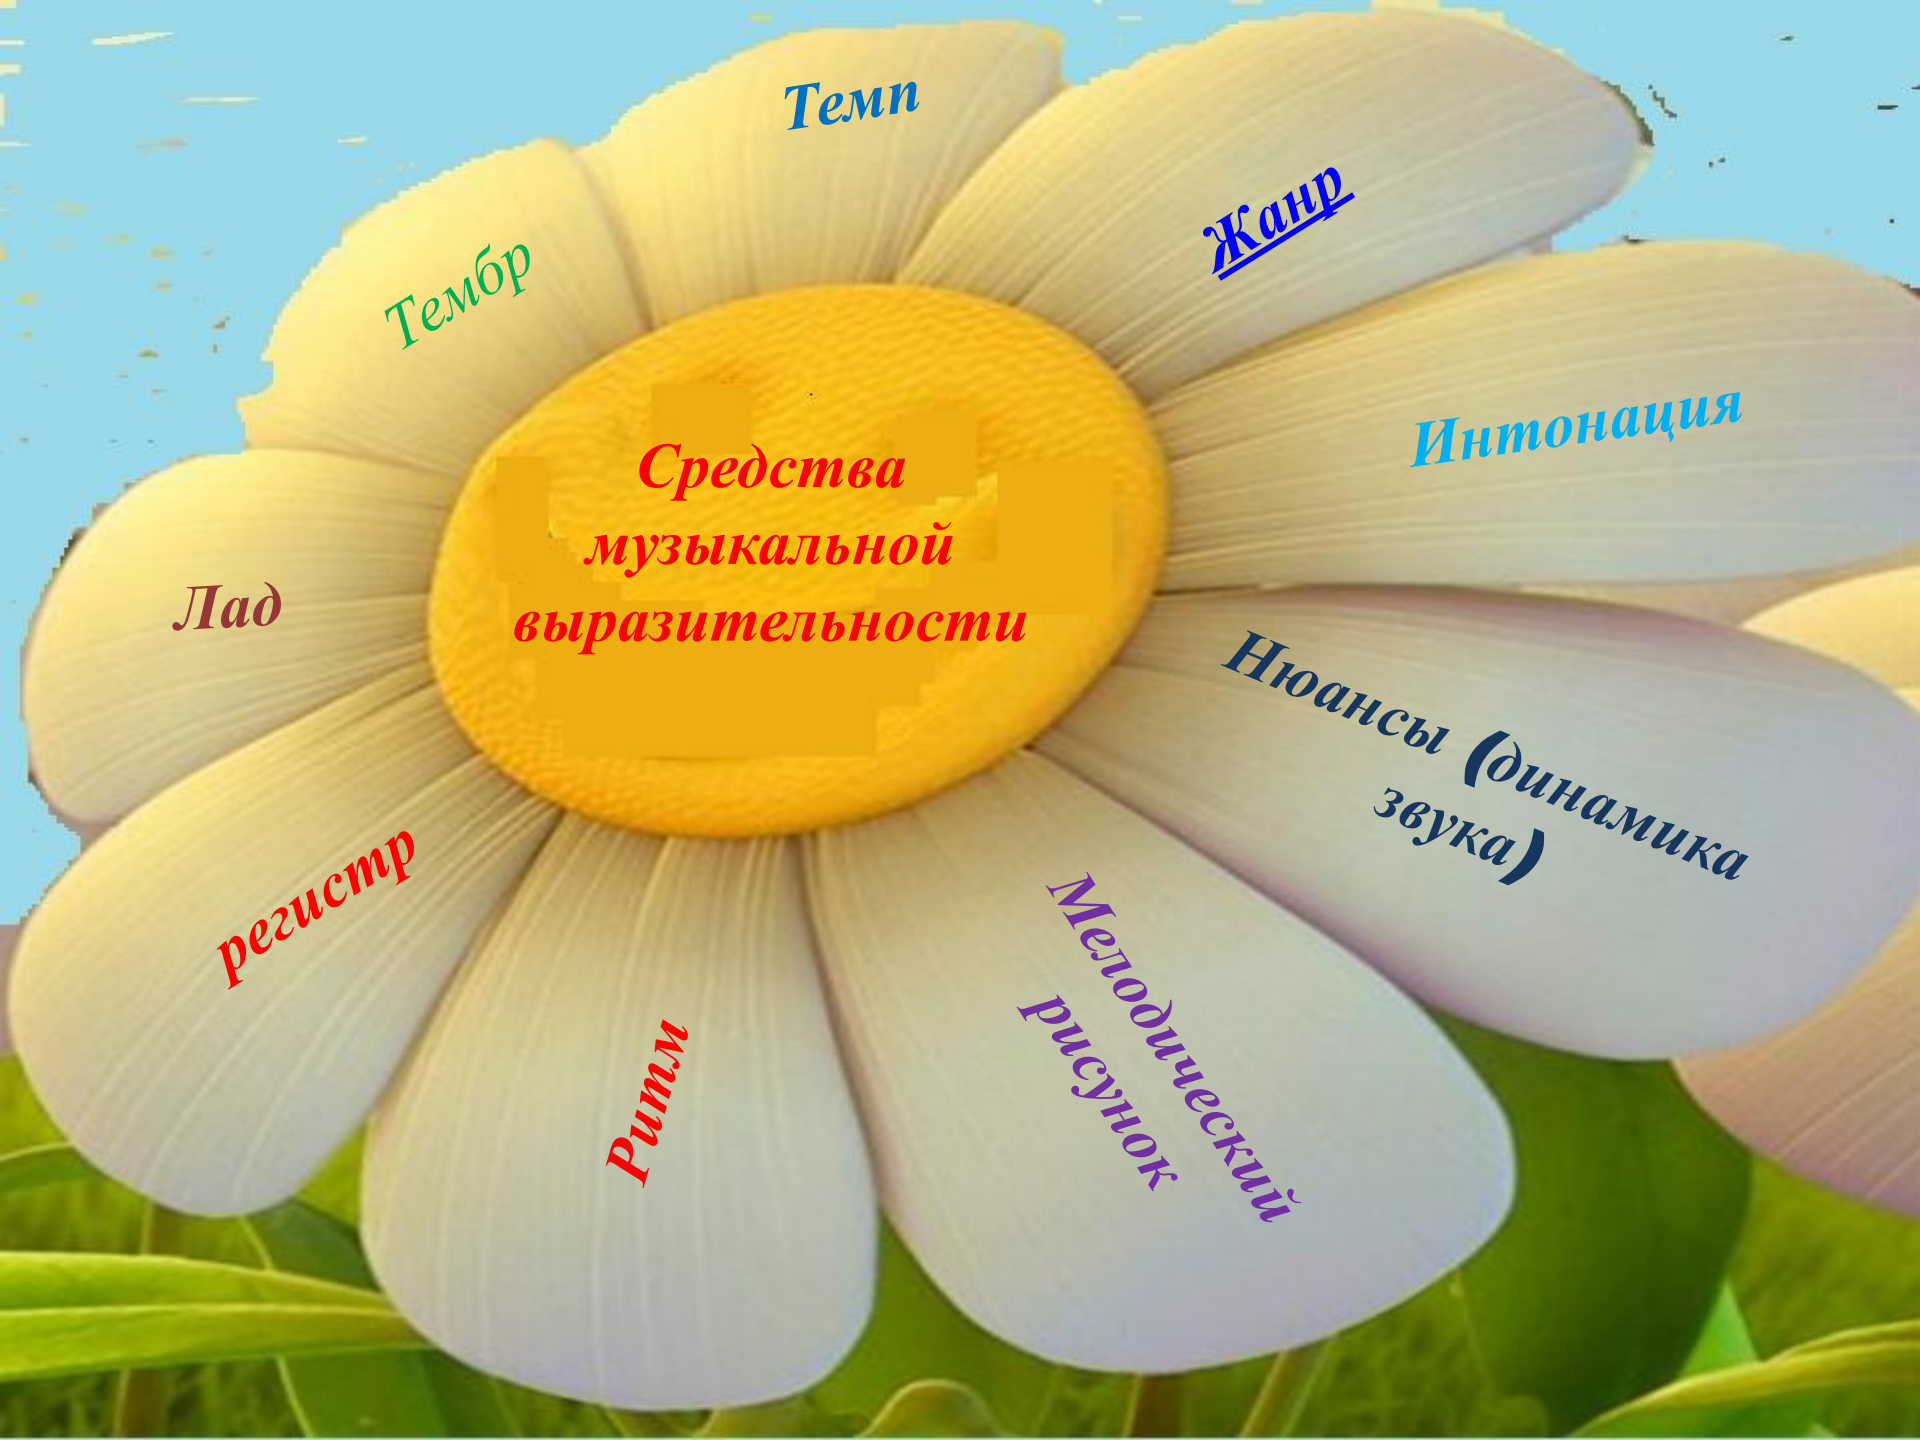 Темп
Жанр
Тембр
Интонация
Средства
музыкальной
выразительности
Лад
Нюансы (динамика
звука)
регистр
Мелодический
рисунок
Ритм